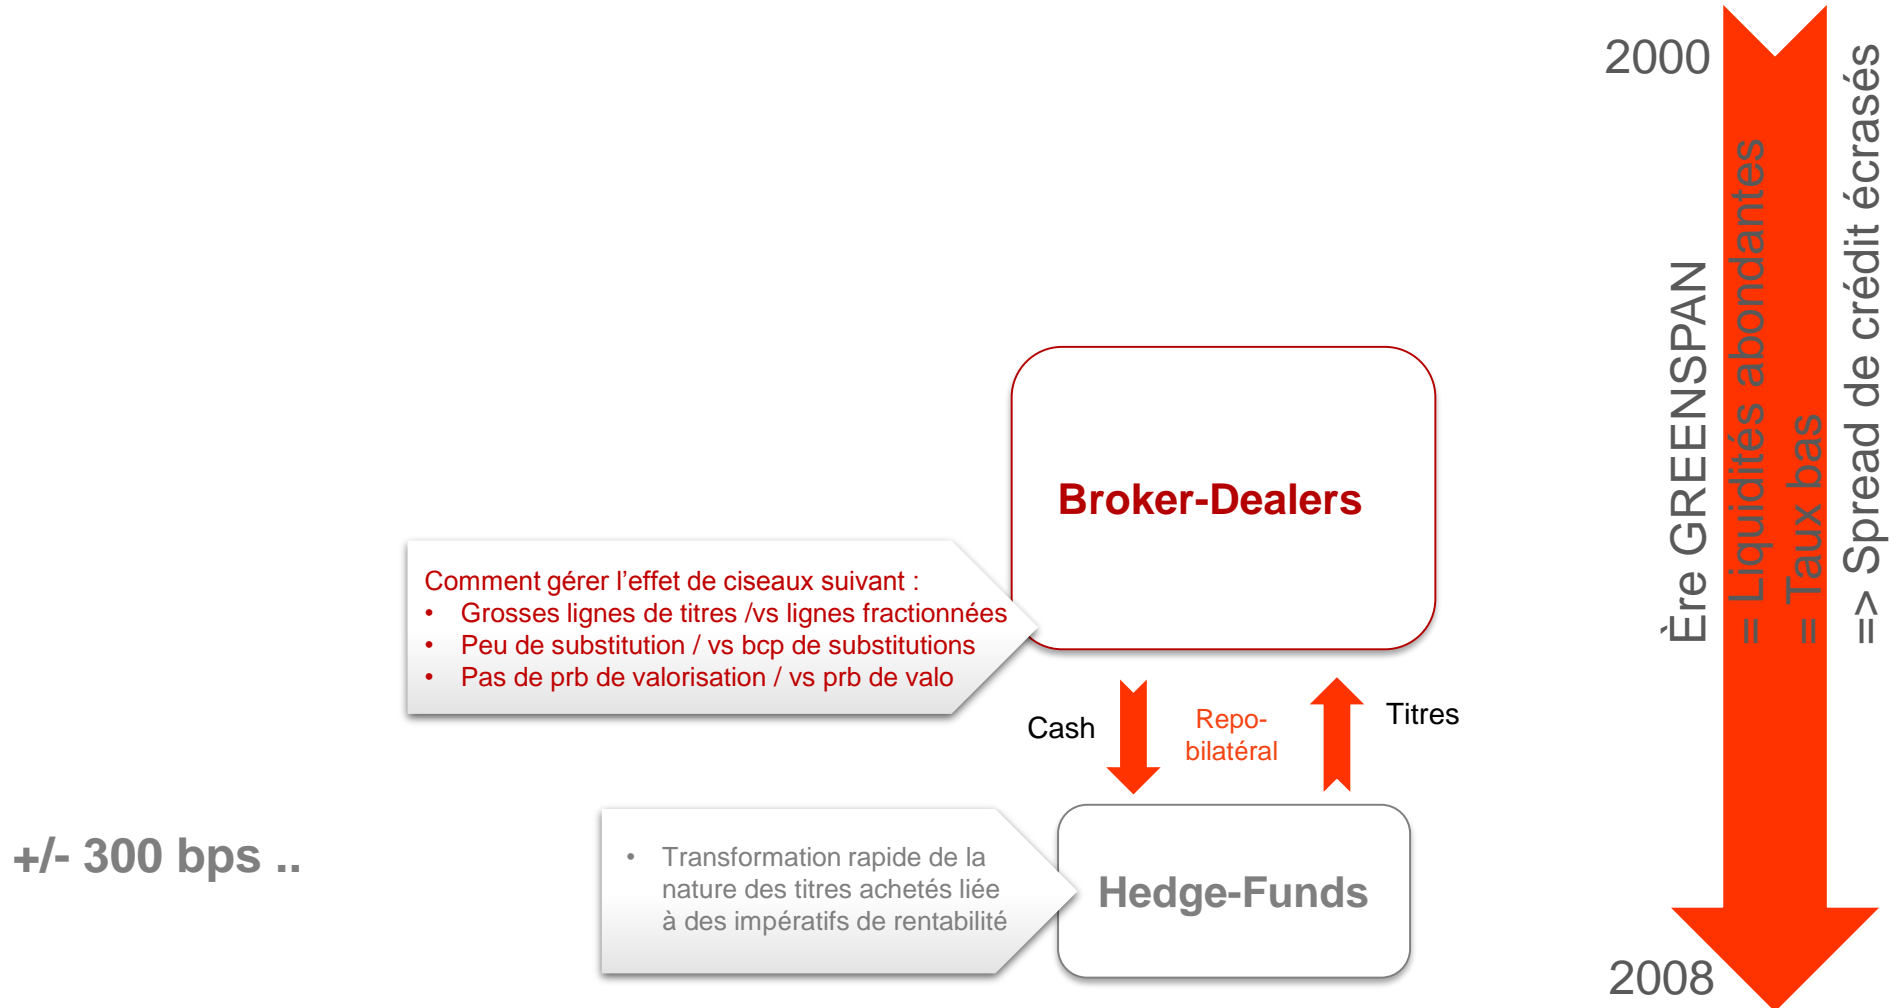 2000
Ère GREENSPAN
= Liquidités abondantes
= Taux bas
=> Spread de crédit écrasés
Broker-Dealers
Comment gérer l’effet de ciseaux suivant :
• Grosses lignes de titres /vs lignes fractionnées
• Peu de substitution / vs bcp de substitutions
• Pas de prb de valorisation / vs prb de valo
Cash
Repo-
bilatéral
Titres
+/- 300 bps ..
• Transformation rapide de la
nature des titres achetés liée
à des impératifs de rentabilité
Hedge-Funds
2008